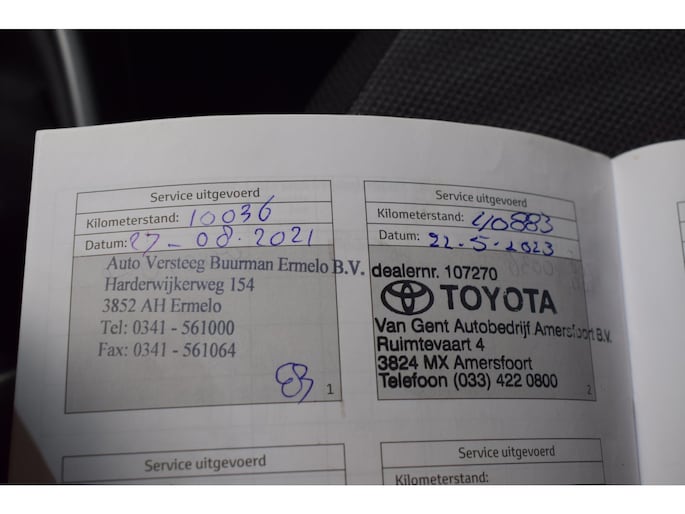 Service uitgevoerd
Kilometerstand: 10036
Datum: 27-08-2021
Auto Versteeg Buurman Ermelo B.V.
Harderwijkerweg 154
3852 AH Ermelo
Tel: 0341 - 561000
Fax: 0341 - 561064
1
Service uitgevoerd
Kilometerstand: 40883
Datum: 22-5-2023
dealernr. 107270
TOYOTA
Van Gent Autobedrijf Amersfoort B.V.
Ruimtevaart 4
3824 MX Amersfoort
Telefoon (033) 422 0800
2
Service uitgevoerd
Service uitgevoerd
Kilometerstand: